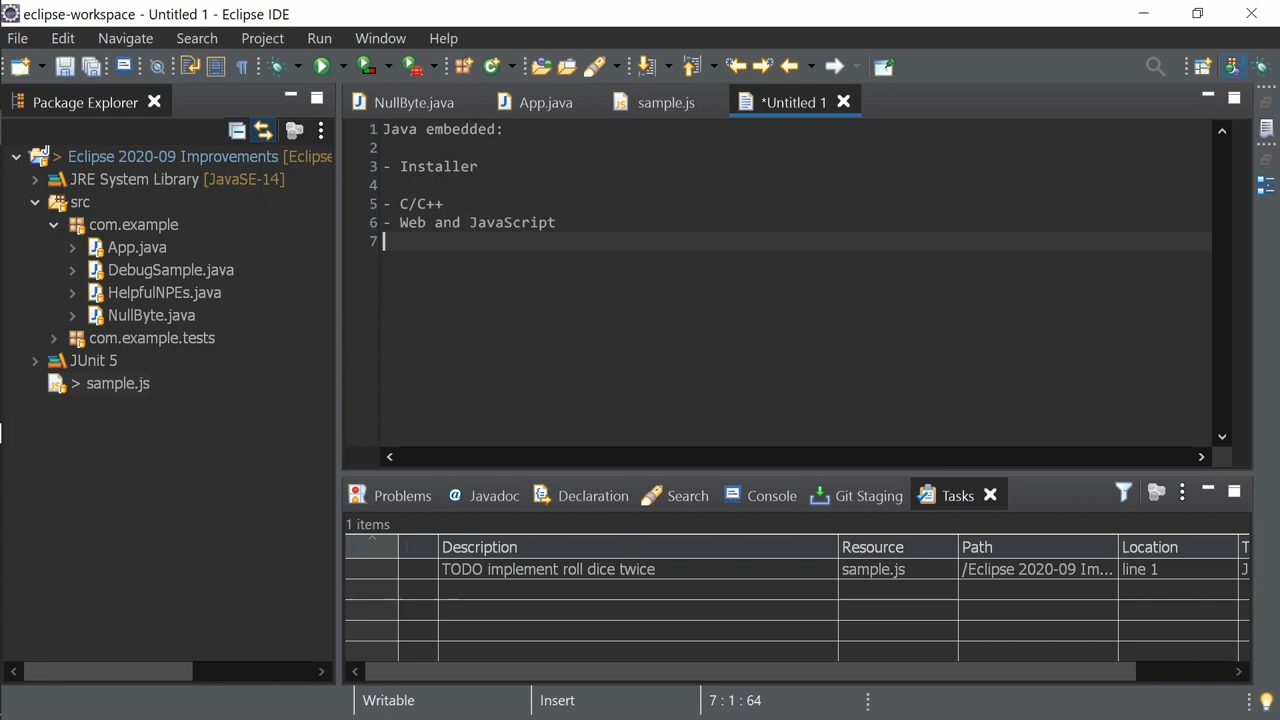 eclipse-workspace - Untitled 1 - Eclipse IDE
File Edit Navigate Search Project Run Window Help
Package Explorer
NullByte.java App.java sample.js *Untitled 1
> Eclipse 2020-09 Improvements [Eclipse
JRE System Library [JavaSE-14]
src
com.example
App.java
DebugSample.java
HelpfulNPEs.java
NullByte.java
com.example.tests
JUnit 5
> sample.js
1 Java embedded:
2
3 - Installer
4
5 - C/C++
6 - Web and JavaScript
7
Problems @ Javadoc Declaration Search Console Git Staging Tasks
1 items
! Description Resource Path Location T
TODO implement roll dice twice sample.js /Eclipse 2020-09 Im... line 1 J
Writable Insert 7 : 1 : 64